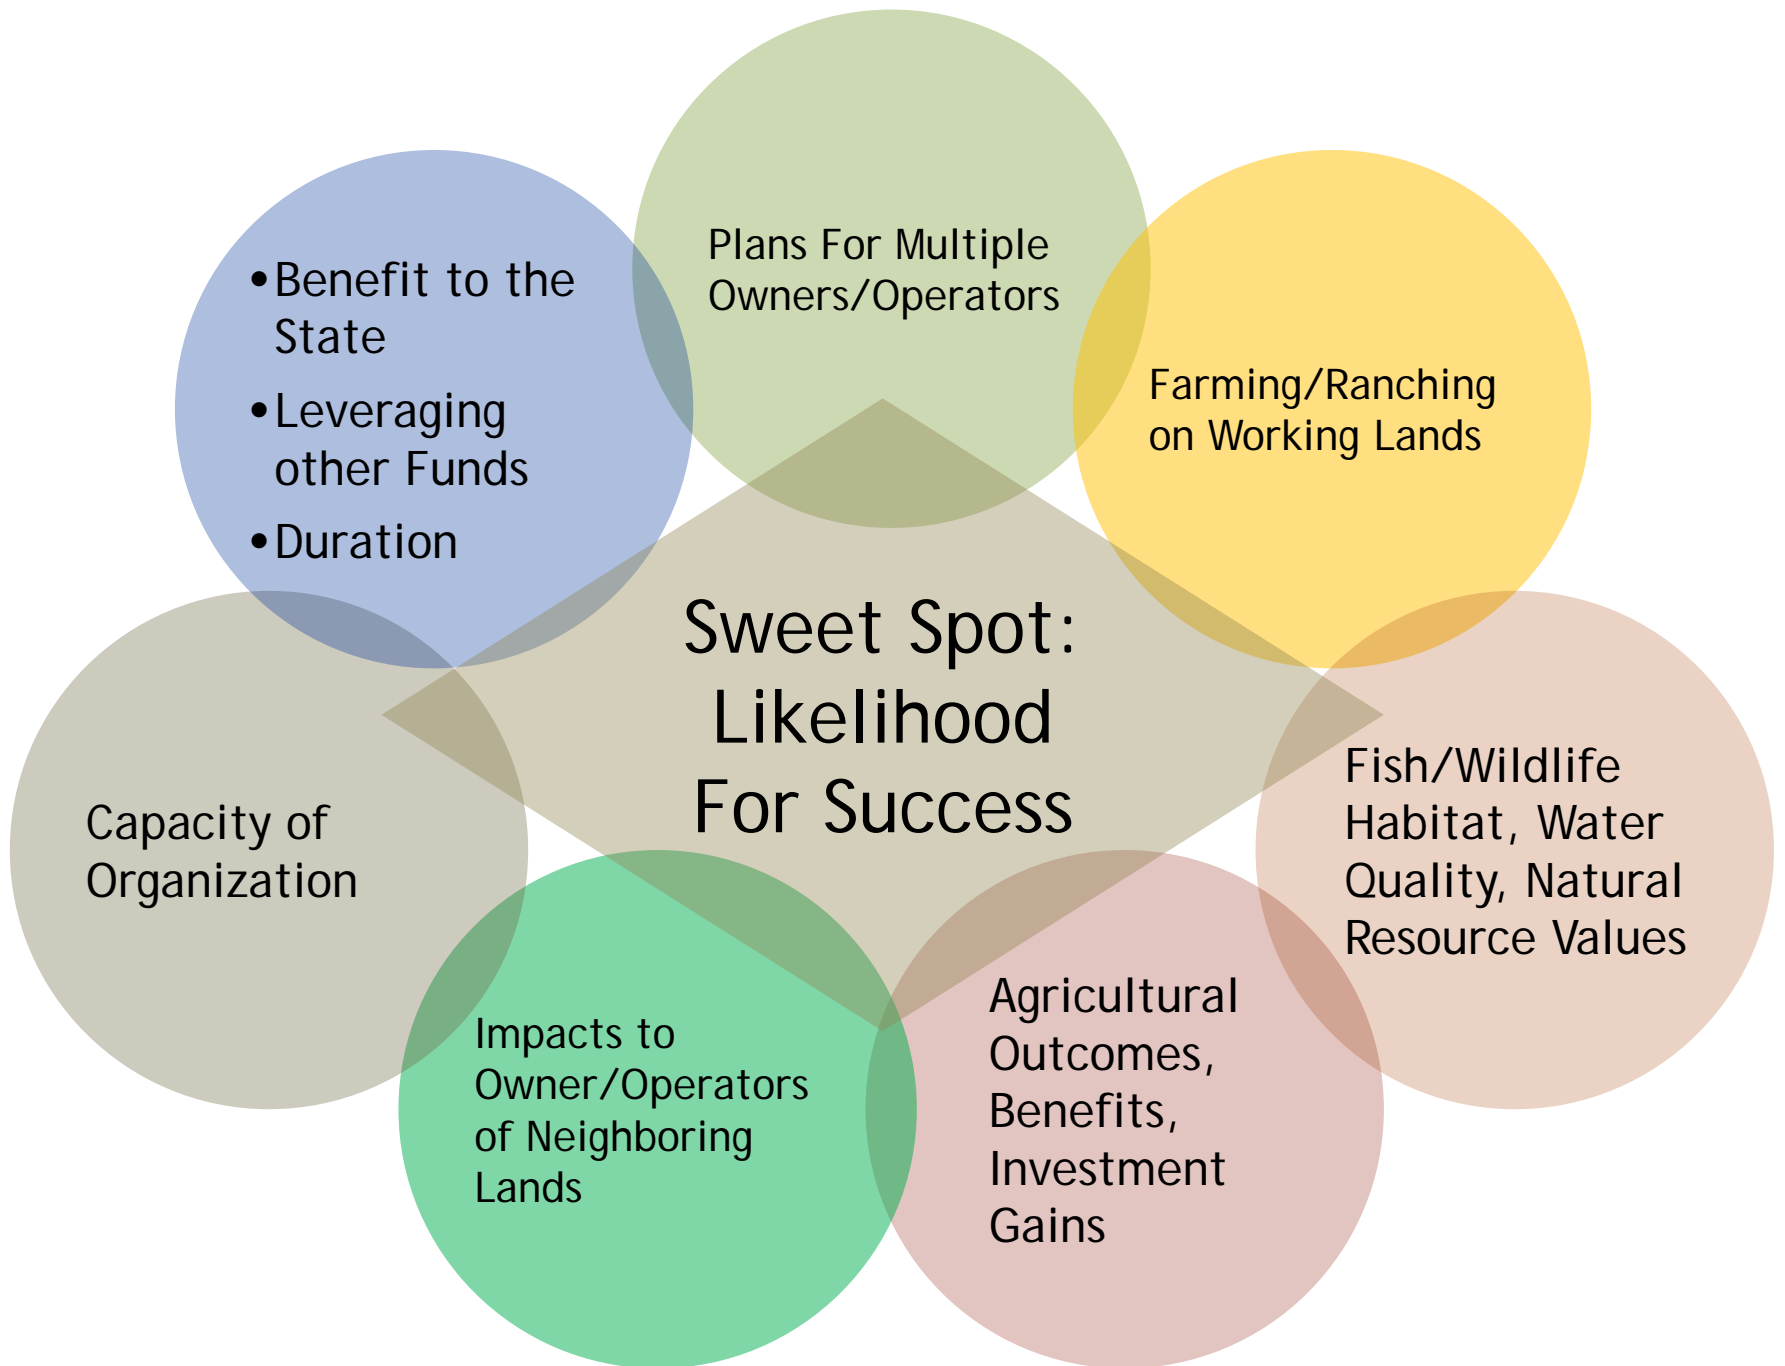 Plans For Multiple
Owners/Operators
•Benefit to the
State
•Leveraging
other Funds
•Duration
Farming/Ranching
on Working Lands
Sweet Spot:
Likelihood
For Success
Fish/Wildlife
Habitat, Water
Quality, Natural
Resource Values
Capacity of
Organization
Agricultural
Outcomes,
Benefits,
Investment
Gains
Impacts to
Owner/Operators
of Neighboring
Lands